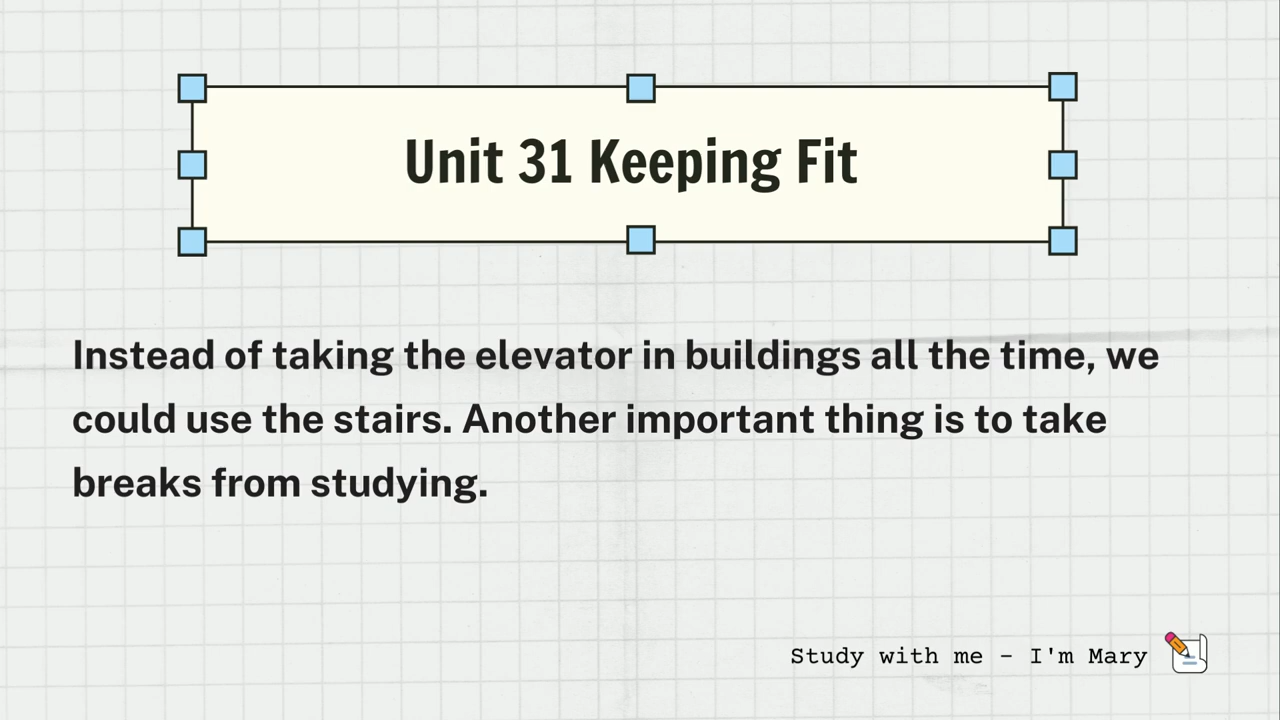 Unit 31 Keeping Fit
Instead of taking the elevator in buildings all the time, we
could use the stairs. Another important thing is to take
breaks from studying.
Study with me - I'm Mary